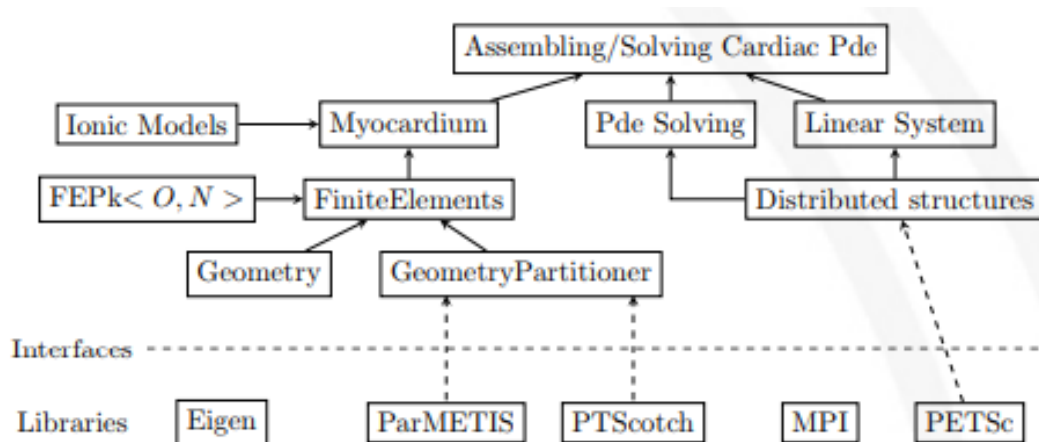 Assembling/Solving Cardiac Pde
Ionic Models
Myocardium
Pde Solving
Linear System
FEPk< O, N >
FiniteElements
Distributed structures
Geometry
GeometryPartitioner
Interfaces
Libraries
Eigen
ParMETIS
PTScotch
MPI
PETSc